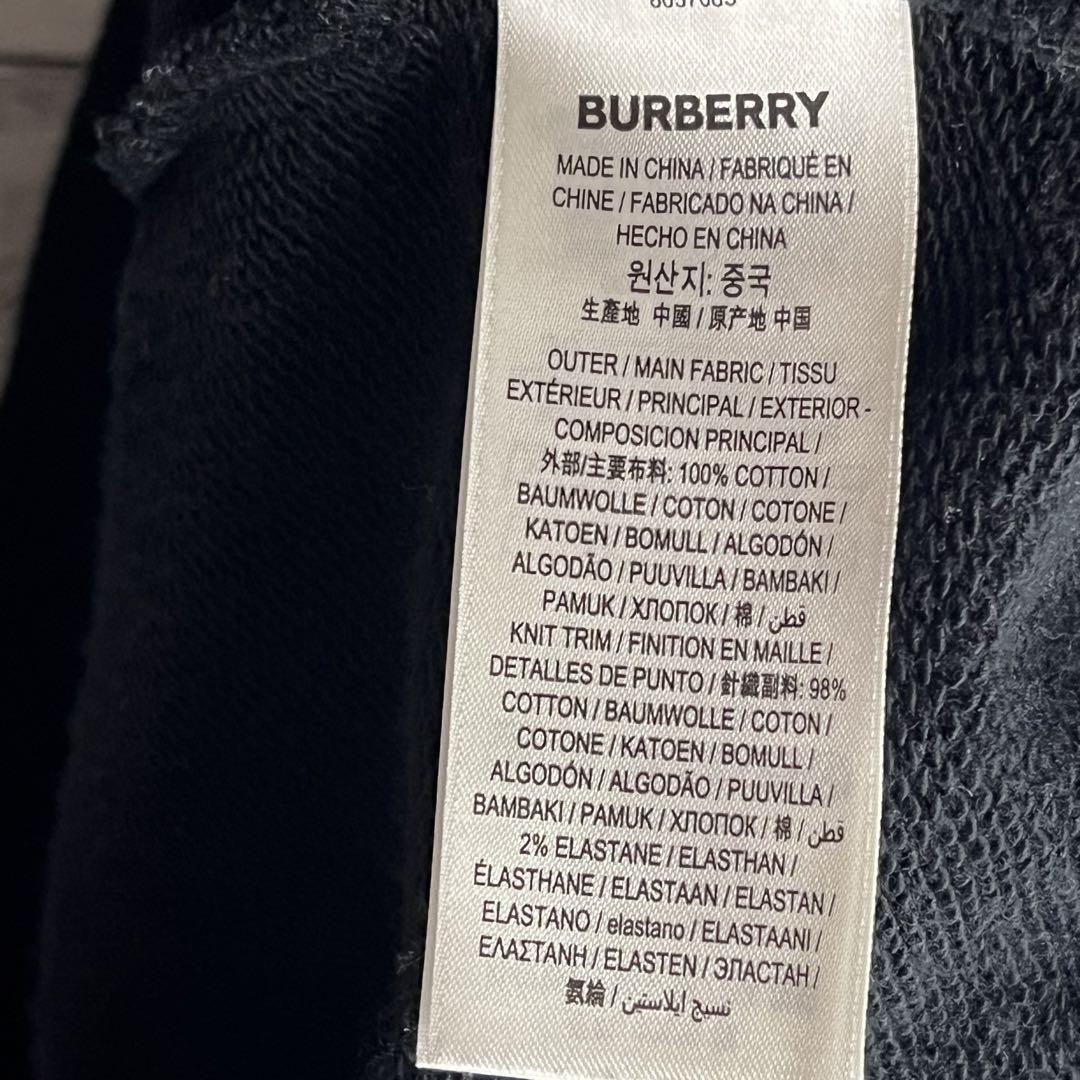 BURBERRY
MADE IN CHINA / FABRIQUÉ EN
CHINE / FABRICADO NA CHINA /
HECHO EN CHINA
원산지: 중국
生產地 中國 / 原产地 中国
OUTER / MAIN FABRIC / TISSU
EXTÉRIEUR / PRINCIPAL / EXTERIOR -
COMPOSICION PRINCIPAL /
外部/主要布料: 100% COTTON /
BAUMWOLLE / COTON / COTONE /
KATOEN / BOMULL / ALGODÓN /
ALGODÃO / PUUVILLA / BAMBAKI /
PAMUK / ХЛОПОК / 棉 / قطن
KNIT TRIM / FINITION EN MAILLE /
DETALLES DE PUNTO / 針織副料: 98%
COTTON / BAUMWOLLE / COTON /
COTONE / KATOEN / BOMULL /
ALGODÓN / ALGODÃO / PUUVILLA /
BAMBAKI / PAMUK / ХЛОПОК / 棉 / قطن
2% ELASTANE / ELASTHAN /
ÉLASTHANE / ELASTAAN / ELASTAN /
ELASTANO / elastano / ELASTAANI /
ΕΛΑΣΤΑΝΗ / ELASTEN / ЭЛАСТАН /
氨綸 / نسيج ايلاستين